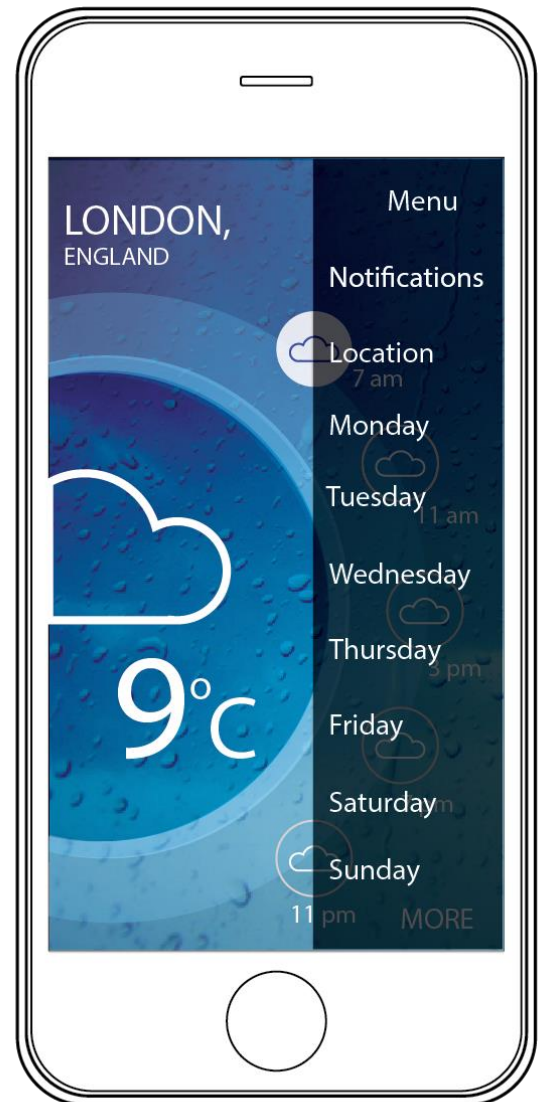 LONDON,
ENGLAND
9°C
Menu
Notifications
Location
7 am
Monday
Tuesday
11 am
Wednesday
Thursday
3 pm
Friday
Saturday
Sunday
11 pm
MORE